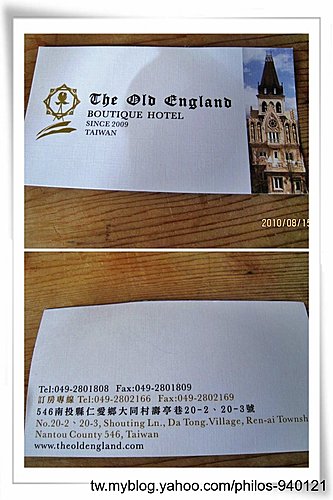 The Old England
BOUTIQUE HOTEL
SINCE 2009
TAIWAN
2010/08/15
Tel:049-2801808 Fax:049-2801809
訂房專線 Tel:049-2802166 Fax:049-2802169
546南投縣仁愛鄉大同村壽亭巷20-2、20-3號
No.20-2、20-3, Shouting Ln., Da Tong.Village, Ren-ai Townsh
Nantou County 546, Taiwan
www.theoldengland.com
tw.myblog.yahoo.com/philos-940121